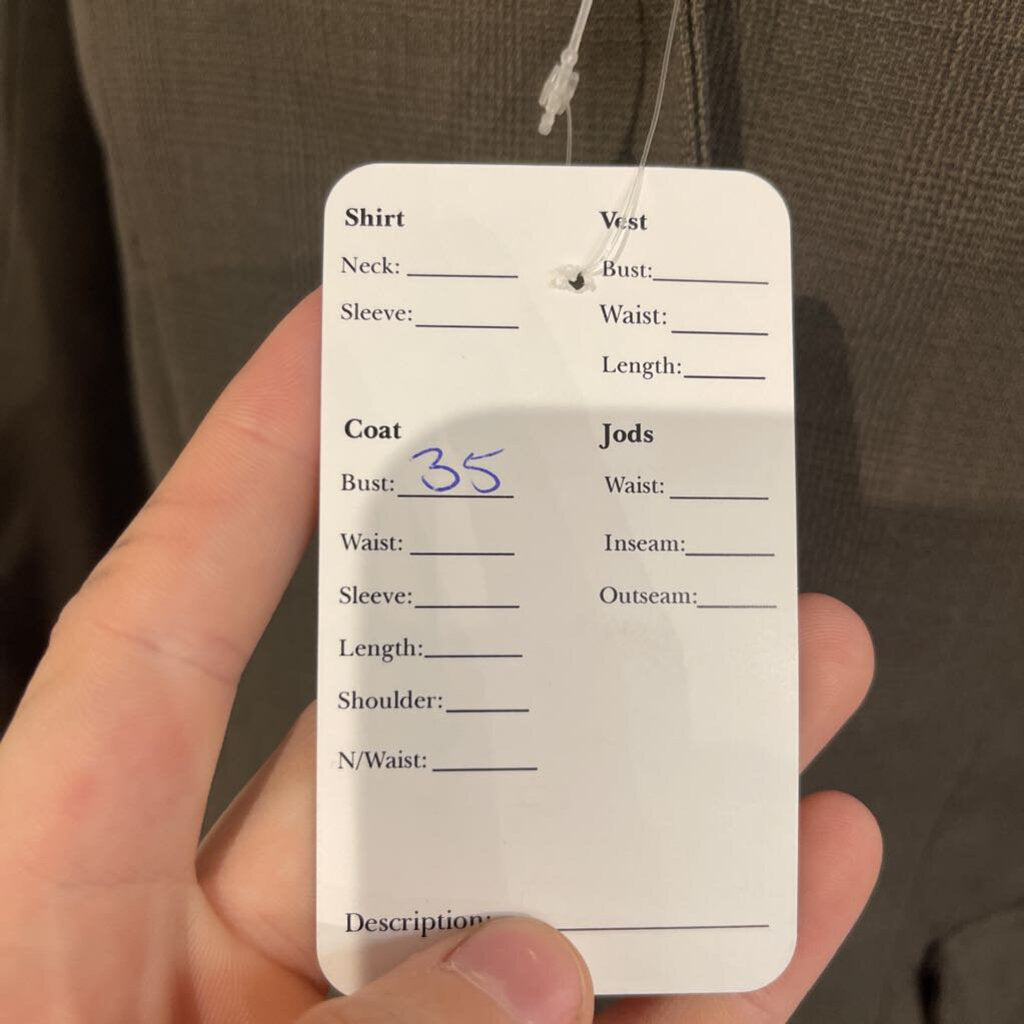 Shirt
Neck:
Sleeve:
Vest
Bust:
Waist:
Length:
Coat
Bust: 35
Waist:
Sleeve:
Length:
Shoulder:
N/Waist:
Jods
Waist:
Inseam:
Outseam:
Description: